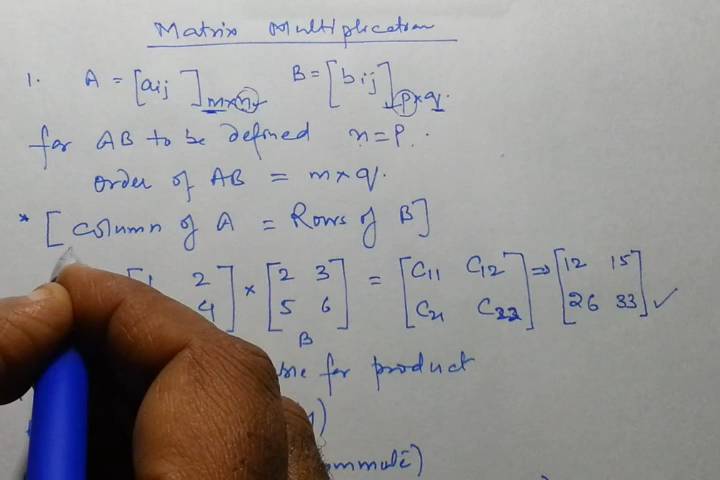 Matrix Multiplication
1. A = [aij]m×n B = [bij]p×q.
for AB to be defined n = p.
order of AB = m×q.
* [column of A = Rows of B]
[1 2] × [2 3] = [C11 C12] ⇒ [12 15]
4] [5 6] [C21 C22] [26 33] ✓
B
for product